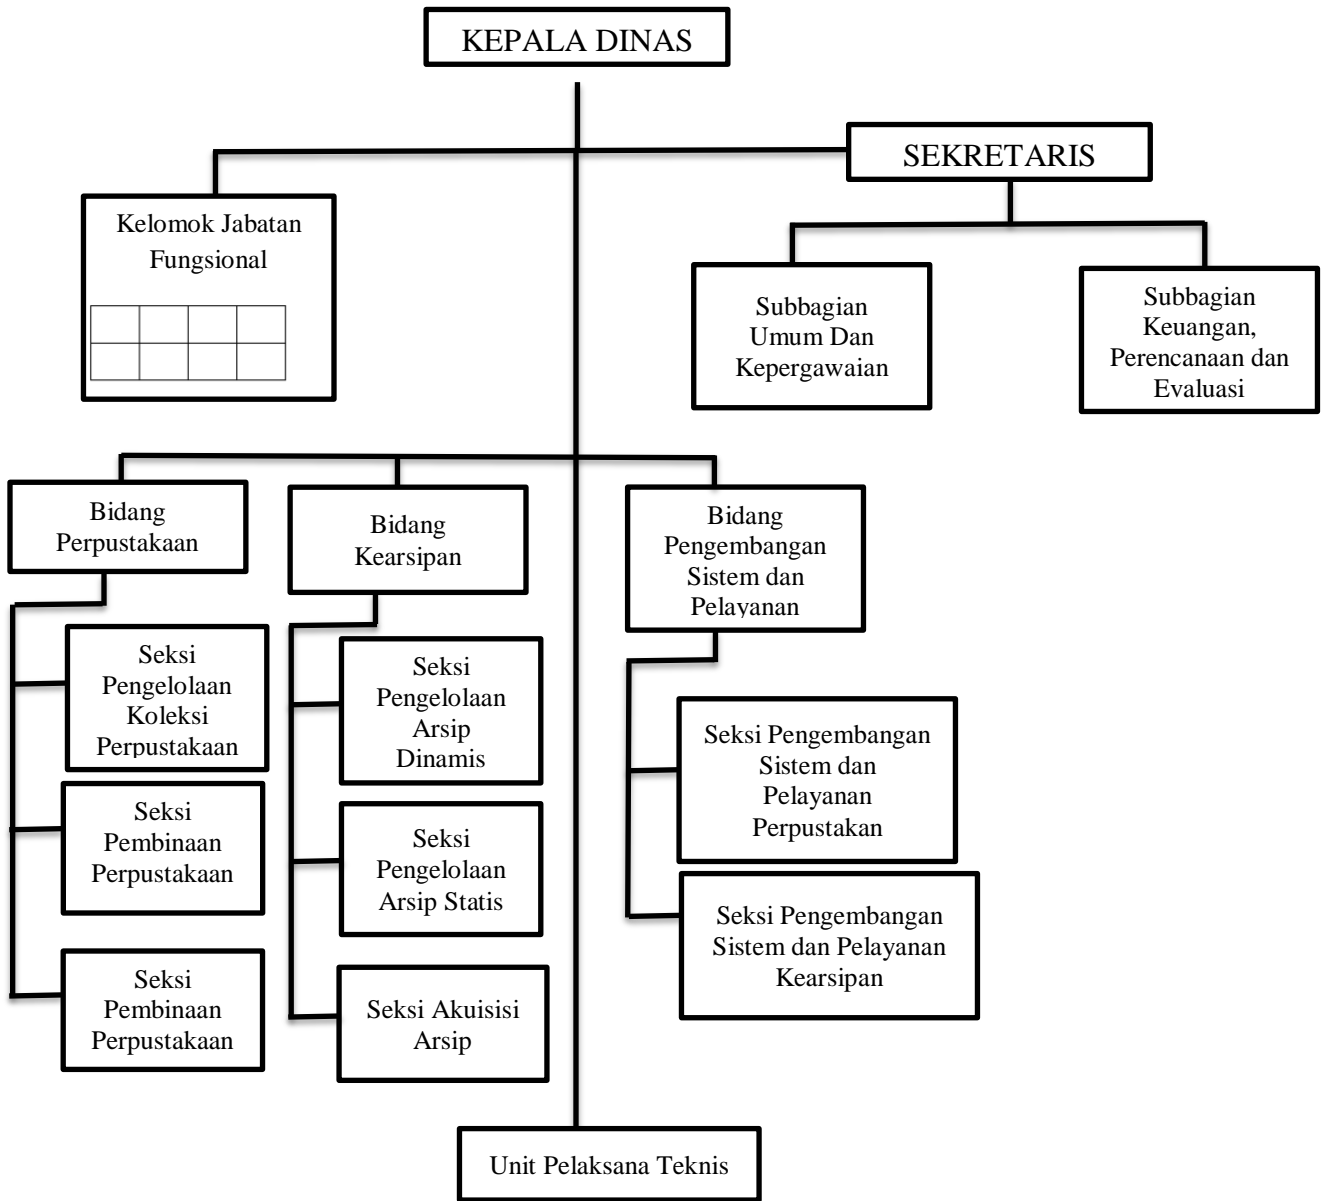 KEPALA DINAS
SEKRETARIS
Kelomok Jabatan
Fungsional
Subbagian
Umum Dan
Kepergawaian
Subbagian
Keuangan,
Perencanaan dan
Evaluasi
Bidang
Perpustakaan
Bidang
Kearsipan
Bidang
Pengembangan
Sistem dan
Pelayanan
Seksi
Pengelolaan
Koleksi
Perpustakaan
Seksi
Pembinaan
Perpustakaan
Seksi
Pembinaan
Perpustakaan
Seksi
Pengelolaan
Arsip
Dinamis
Seksi
Pengelolaan
Arsip Statis
Seksi Akuisisi
Arsip
Seksi Pengembangan
Sistem dan
Pelayanan
Perpustakan
Seksi Pengembangan
Sistem dan Pelayanan
Kearsipan
Unit Pelaksana Teknis